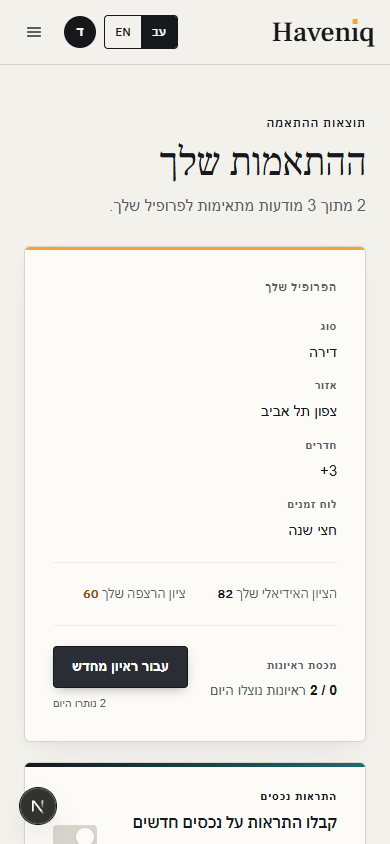 Haveniq
עב
EN
ד
תוצאות ההתאמה
ההתאמות שלך
2 מתוך 3 מודעות מתאימות לפרופיל שלך.
הפרופיל שלך
סוג
דירה
אזור
צפון תל אביב
חדרים
3+
לוח זמנים
חצי שנה
הציון האידיאלי שלך 82
ציון הרצפה שלך 60
מכסת ראיונות
0 / 2 ראיונות נוצלו היום
עבור ראיון מחדש
2 נותרו היום
התראות נכסים
קבלו התראות על נכסים חדשים
N